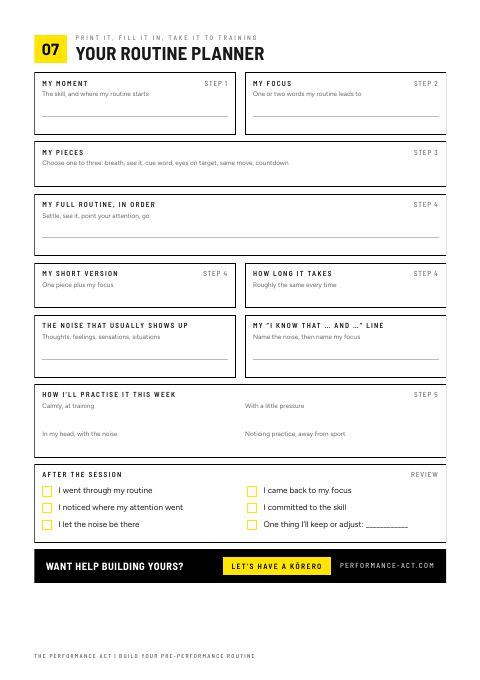 07
PRINT IT, FILL IT IN, TAKE IT TO TRAINING
YOUR ROUTINE PLANNER
MY MOMENT STEP 1
The skill, and where my routine starts
MY FOCUS STEP 2
One or two words my routine leads to
MY PIECES STEP 3
Choose one to three: breath, see it, cue word, eyes on target, same move, countdown
MY FULL ROUTINE, IN ORDER STEP 4
Settle, see it, point your attention, go
MY SHORT VERSION STEP 4
One piece plus my focus
HOW LONG IT TAKES STEP 4
Roughly the same every time
THE NOISE THAT USUALLY SHOWS UP
Thoughts, feelings, sensations, situations
MY “I KNOW THAT … AND …” LINE
Name the noise, then name my focus
HOW I’LL PRACTISE IT THIS WEEK STEP 5
Calmly, at training With a little pressure
In my head, with the noise Noticing practice, away from sport
AFTER THE SESSION REVIEW
I went through my routine I came back to my focus
I noticed where my attention went I committed to the skill
I let the noise be there One thing I’ll keep or adjust: ____________
WANT HELP BUILDING YOURS? LET’S HAVE A KŌRERO PERFORMANCE-ACT.COM
THE PERFORMANCE ACT | BUILD YOUR PRE-PERFORMANCE ROUTINE